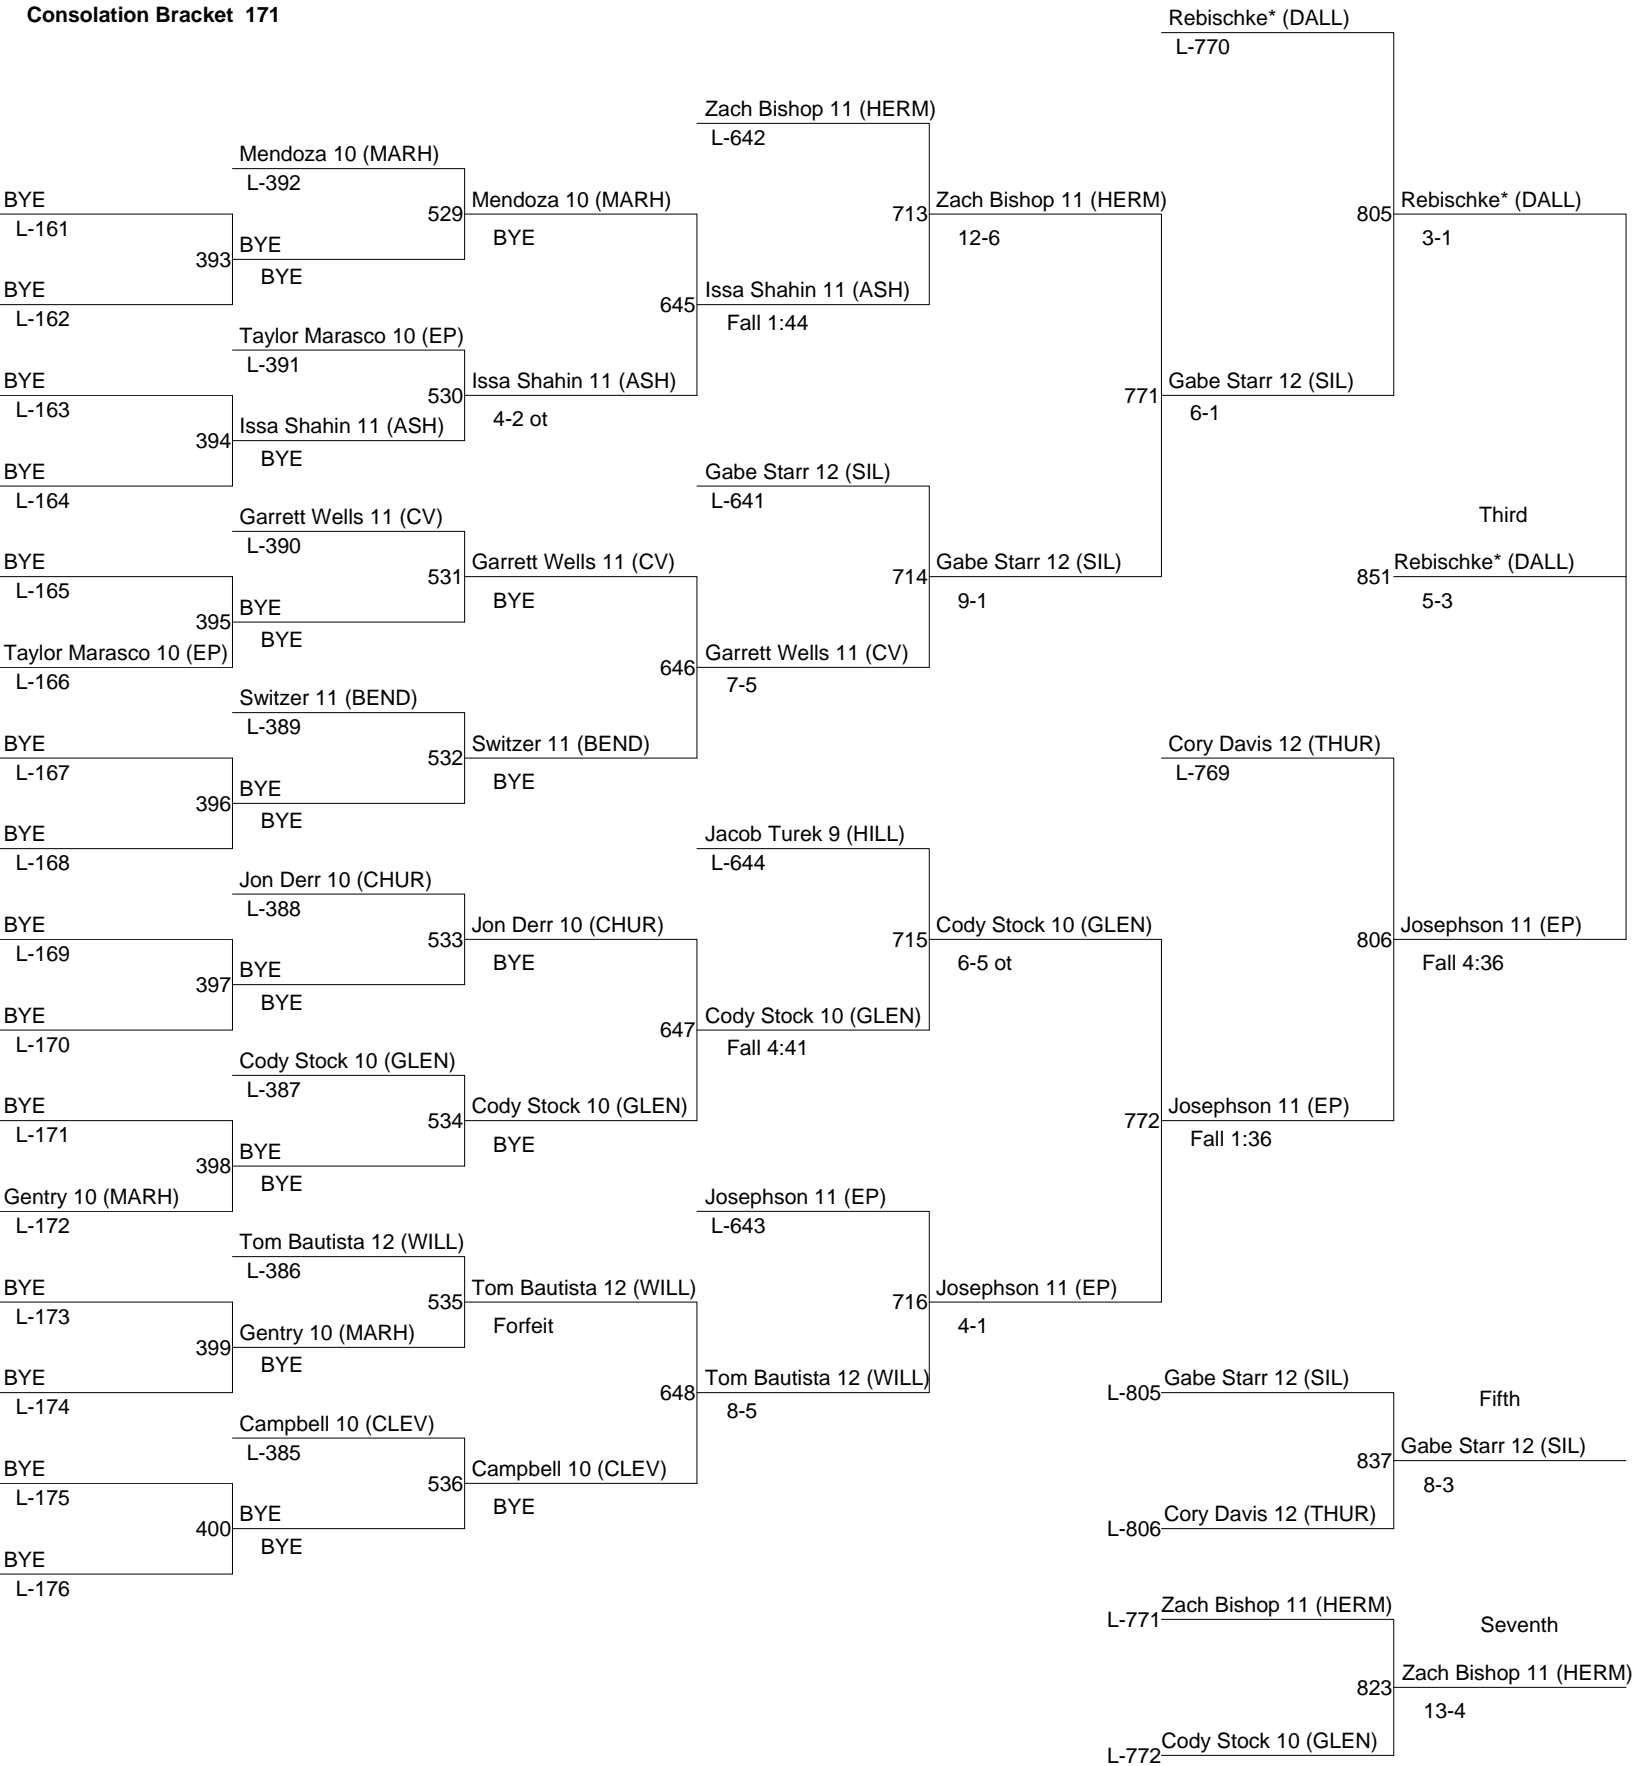 Consolation Bracket 171
BYE
L-161
BYE
L-162
BYE
L-163
BYE
L-164
BYE
L-165
Taylor Marasco 10 (EP)
L-166
BYE
L-167
BYE
L-168
BYE
L-169
BYE
L-170
BYE
L-171
Gentry 10 (MARH)
L-172
BYE
L-173
BYE
L-174
BYE
L-175
BYE
L-176
393
394
395
396
397
398
399
400
Mendoza 10 (MARH)
L-392
BYE
BYE
Taylor Marasco 10 (EP)
L-391
Issa Shahin 11 (ASH)
BYE
Garrett Wells 11 (CV)
L-390
BYE
BYE
Switzer 11 (BEND)
L-389
BYE
BYE
Jon Derr 10 (CHUR)
L-388
BYE
BYE
Cody Stock 10 (GLEN)
L-387
BYE
BYE
Tom Bautista 12 (WILL)
L-386
Gentry 10 (MARH)
BYE
Campbell 10 (CLEV)
L-385
BYE
BYE
529
530
531
532
533
534
535
536
Mendoza 10 (MARH)
BYE
Issa Shahin 11 (ASH)
4-2 ot
Garrett Wells 11 (CV)
BYE
Switzer 11 (BEND)
BYE
Jon Derr 10 (CHUR)
BYE
Cody Stock 10 (GLEN)
BYE
Tom Bautista 12 (WILL)
Forfeit
Campbell 10 (CLEV)
BYE
645
646
647
648
Zach Bishop 11 (HERM)
L-642
Issa Shahin 11 (ASH)
Fall 1:44
Gabe Starr 12 (SIL)
L-641
Garrett Wells 11 (CV)
7-5
Jacob Turek 9 (HILL)
L-644
Cody Stock 10 (GLEN)
Fall 4:41
Josephson 11 (EP)
L-643
Tom Bautista 12 (WILL)
8-5
713
714
715
716
Zach Bishop 11 (HERM)
12-6
Gabe Starr 12 (SIL)
9-1
Cody Stock 10 (GLEN)
6-5 ot
Josephson 11 (EP)
4-1
771
772
Rebischke* (DALL)
L-770
Gabe Starr 12 (SIL)
6-1
Cory Davis 12 (THUR)
L-769
Josephson 11 (EP)
Fall 1:36
805
806
Rebischke* (DALL)
3-1
Josephson 11 (EP)
Fall 4:36
Third
851
Rebischke* (DALL)
5-3
L-805
Gabe Starr 12 (SIL)
L-806
Cory Davis 12 (THUR)
Fifth
837
Gabe Starr 12 (SIL)
8-3
L-771
Zach Bishop 11 (HERM)
L-772
Cody Stock 10 (GLEN)
Seventh
823
Zach Bishop 11 (HERM)
13-4